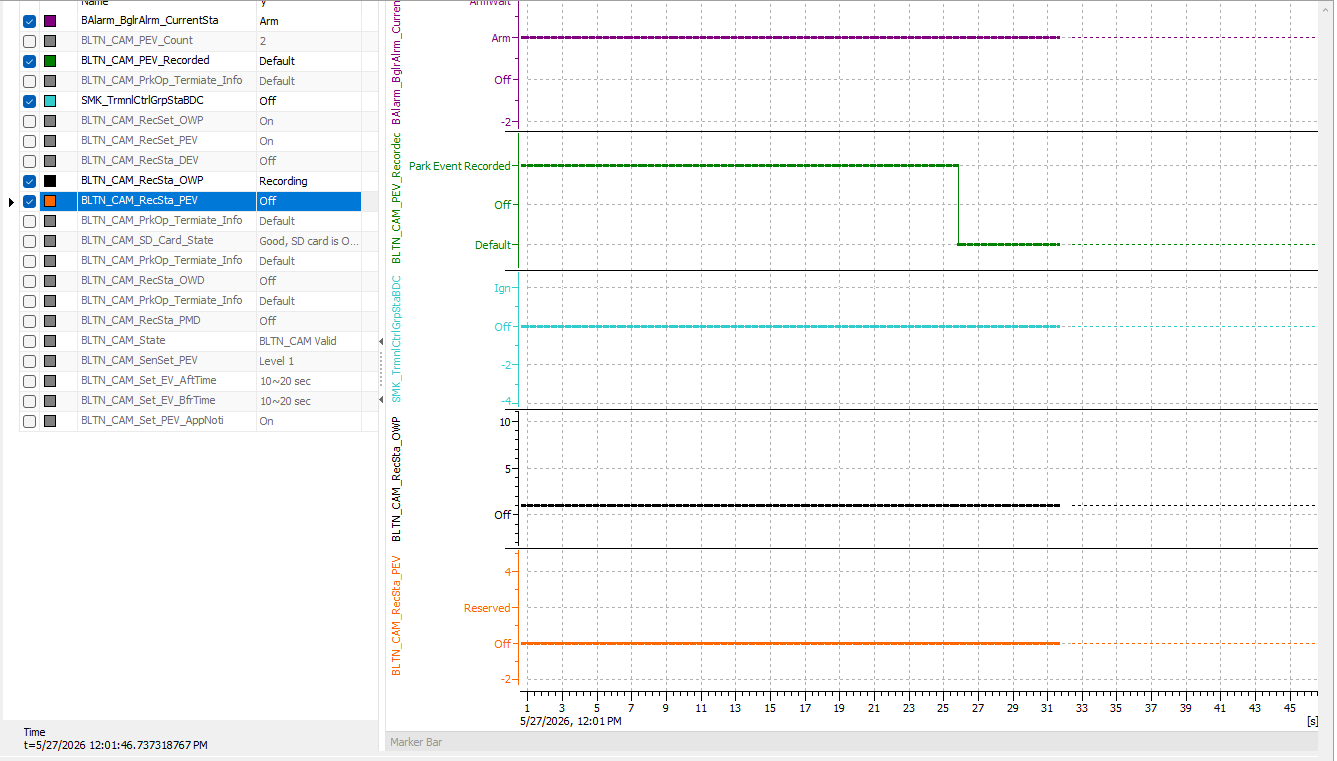 Name y
BAlarm_BglrAlrm_CurrentSta Arm
BLTN_CAM_PEV_Count 2
BLTN_CAM_PEV_Recorded Default
BLTN_CAM_PrkOp_Termiate_Info Default
SMK_TrmnlCtrlGrpStaBDC Off
BLTN_CAM_RecSet_OWP On
BLTN_CAM_RecSet_PEV On
BLTN_CAM_RecSta_DEV Off
BLTN_CAM_RecSta_OWP Recording
BLTN_CAM_RecSta_PEV Off
BLTN_CAM_PrkOp_Termiate_Info Default
BLTN_CAM_SD_Card_State Good, SD card is O...
BLTN_CAM_PrkOp_Termiate_Info Default
BLTN_CAM_RecSta_OWD Off
BLTN_CAM_PrkOp_Termiate_Info Default
BLTN_CAM_RecSta_PMD Off
BLTN_CAM_State BLTN_CAM Valid
BLTN_CAM_SenSet_PEV Level 1
BLTN_CAM_Set_EV_AftTime 10~20 sec
BLTN_CAM_Set_EV_BfrTime 10~20 sec
BLTN_CAM_Set_PEV_AppNoti On
Time
t=5/27/2026 12:01:46.737318767 PM
BAlarm_BglrAlrm_Curren
ArmWait
Arm
Off
-2
BLTN_CAM_PEV_Recorded
Park Event Recorded
Off
Default
SMK_TrmnlCtrlGrpStaBDC
Ign
Off
-2
-4
BLTN_CAM_RecSta_OWP
10
5
Off
BLTN_CAM_RecSta_PEV
4
Reserved
Off
-2
1 3 5 7 9 11 13 15 17 19 21 23 25 27 29 31 33 35 37 39 41 43 45
5/27/2026, 12:01 PM [s]
Marker Bar